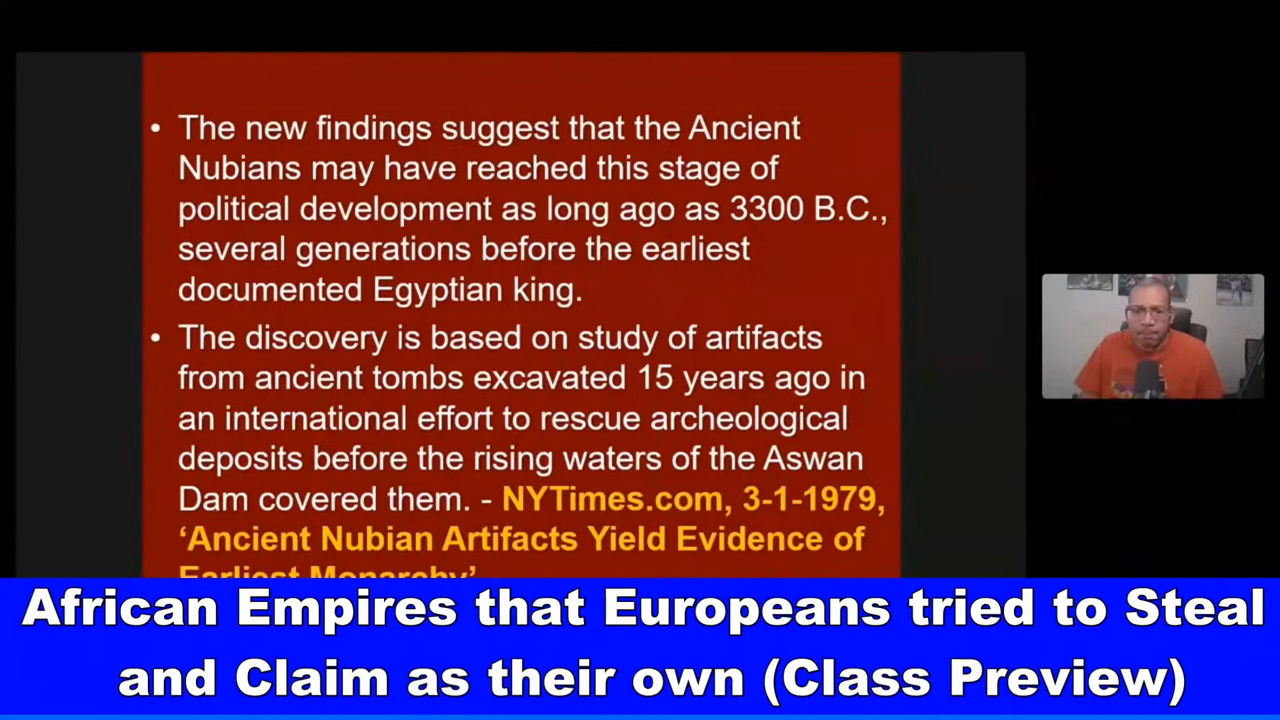 • The new findings suggest that the Ancient
Nubians may have reached this stage of
political development as long ago as 3300 B.C.,
several generations before the earliest
documented Egyptian king.
• The discovery is based on study of artifacts
from ancient tombs excavated 15 years ago in
an international effort to rescue archeological
deposits before the rising waters of the Aswan
Dam covered them. - NYTimes.com, 3-1-1979,
‘Ancient Nubian Artifacts Yield Evidence of
Earliest Monarchy’
African Empires that Europeans tried to Steal
and Claim as their own (Class Preview)